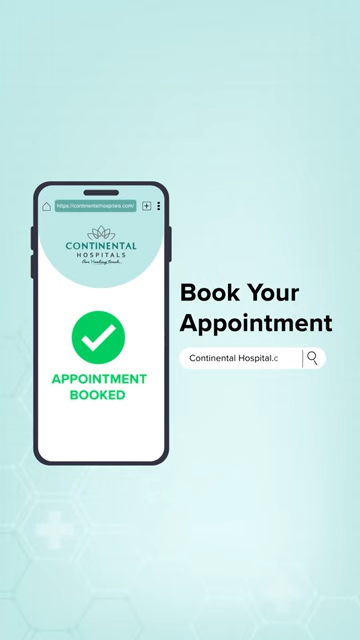 https://continentalhospitals.com/
CONTINENTAL
HOSPITALS
APPOINTMENT
BOOKED
Book Your
Appointment
Continental Hospital.c